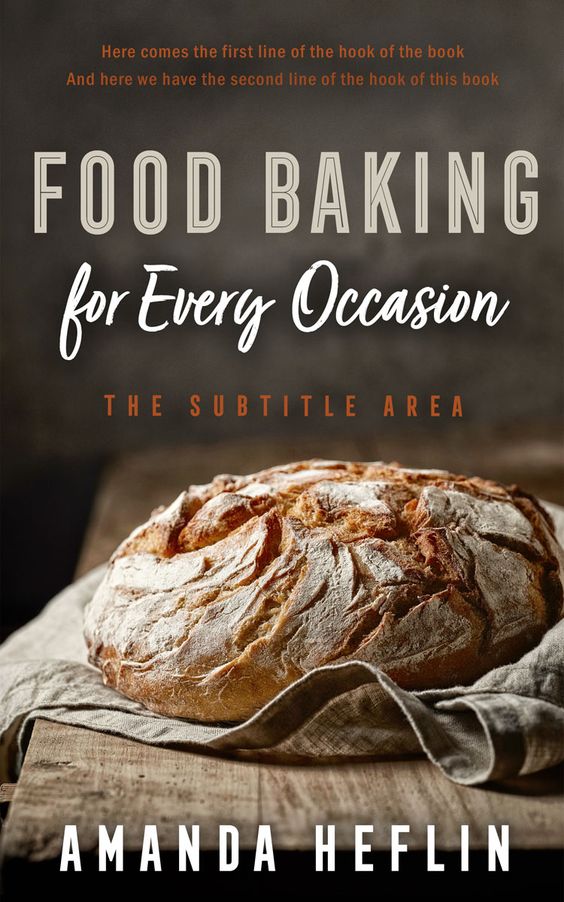 Here comes the first line of the hook of the book
And here we have the second line of the hook of this book
FOOD BAKING
for Every Occasion
THE SUBTITLE AREA
AMANDA HEFLIN